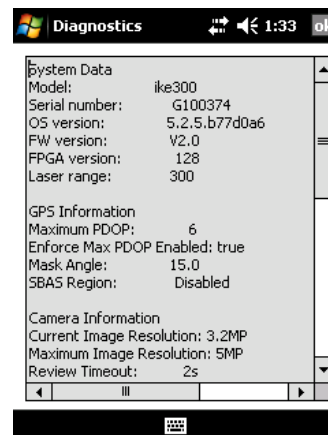 Diagnostics 1:33 ok
System Data
Model: ike300
Serial number: G100374
OS version: 5.2.5.b77d0a6
FW version: V2.0
FPGA version: 128
Laser range: 300
GPS Information
Maximum PDOP: 6
Enforce Max PDOP Enabled: true
Mask Angle: 15.0
SBAS Region: Disabled
Camera Information
Current Image Resolution: 3.2MP
Maximum Image Resolution: 5MP
Review Timeout: 2s